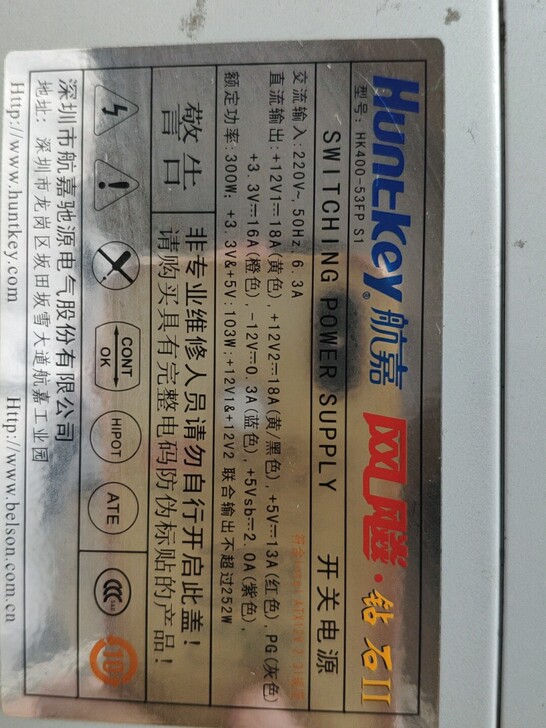 Huntkey® 航嘉 网腾·钻石II
型号: HK400-53FP S1
SWITCHING POWER SUPPLY 开关电源
交流输入: 220V~, 50Hz, 6.3A
直流输出: +12V1⎓18A(黄色), +12V2⎓18A(黄/黑色), +5V⎓13A(红色), PG(灰色)
+3.3V⎓16A(橙色), -12V⎓0.3A(蓝色), +5Vsb⎓2.0A(紫色),
额定功率: 300W; +3.3V&+5V:103W;+12V1&+12V2 联合输出不超过252W
警告
非专业维修人员请勿自行开启此盖!
请购买具有完整电码防伪标贴的产品!
CONT
OK
HIPOT
ATE
深圳市航嘉驰源电气股份有限公司
地址: 深圳市龙岗区坂田坂雪大道航嘉工业园
Http://www.huntkey.com Http://www.belson.com.cn